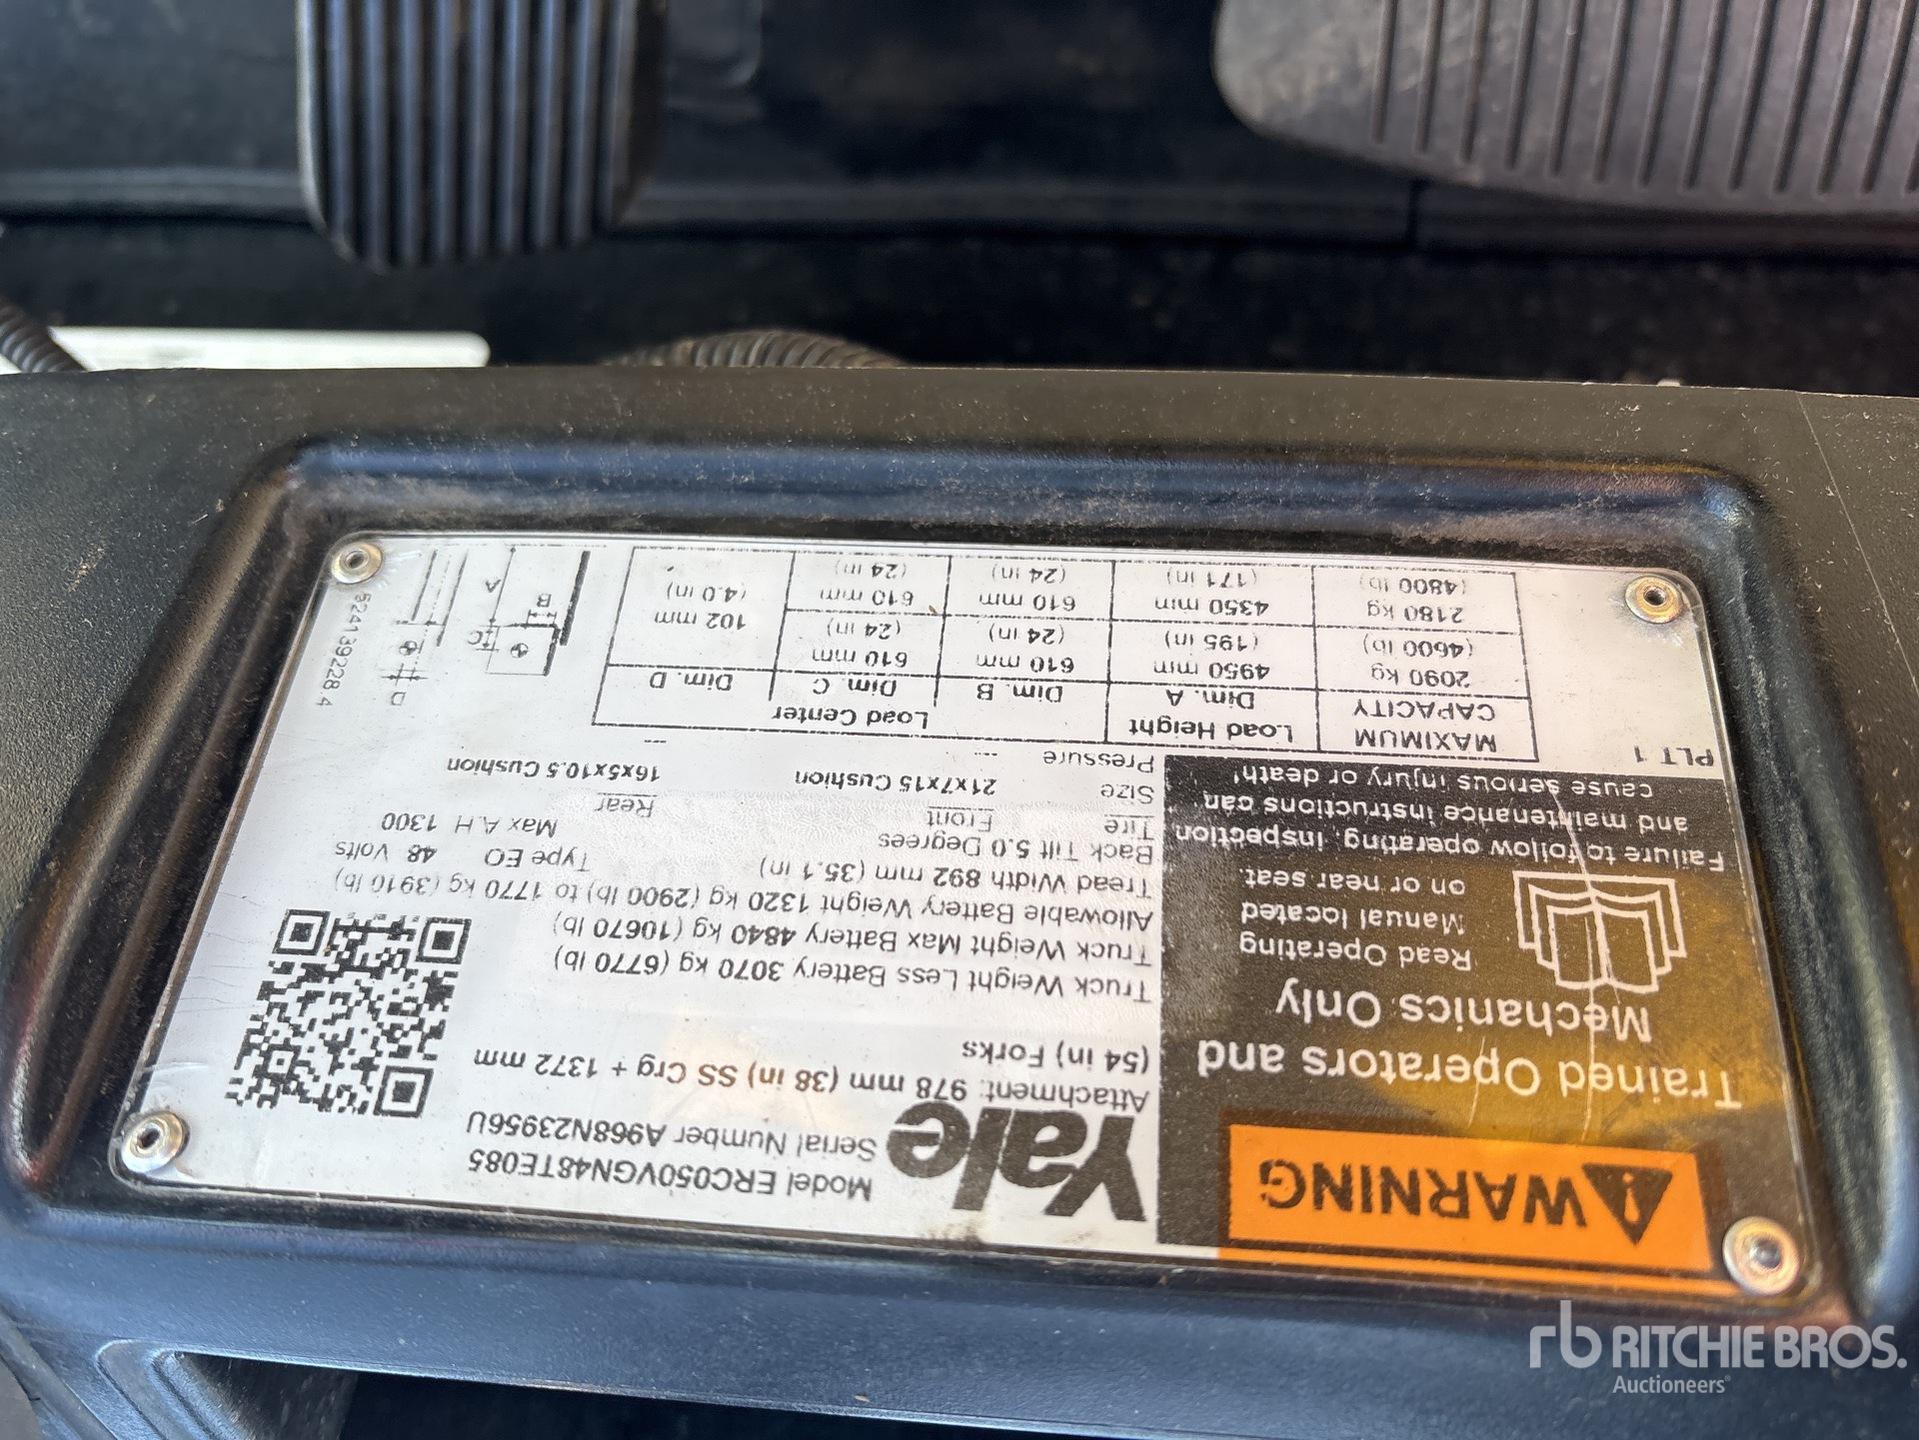 WARNING
Trained Operators and
Mechanics Only
Read Operating
Manual located
on or near seat.
Failure to follow operating, inspection,
and maintenance instructions can
cause serious injury or death!
PLT 1
Yale
Model ERC050VGN48TE085
Serial Number A968N23956U
Attachment: 978 mm (38 in) SS Crg + 1372 mm
(54 in) Forks
Truck Weight Less Battery 3070 kg (6770 lb)
Truck Weight Max Battery 4840 kg (10670 lb)
Allowable Battery Weight 1320 kg (2900 lb) to 1770 kg (3910 lb)
Tread Width 892 mm (35.1 in) Type EO 48 Volts
Back Tilt 5.0 Degrees Max A.H 1300
Tire Front Rear
Size 21x7x15 Cushion 16x5x10.5 Cushion
Pressure --- ---
MAXIMUM CAPACITY Load Height Load Center
Dim. A Dim. B Dim. C Dim. D
2090 kg 4950 mm 610 mm 610 mm 102 mm
(4600 lb) (195 in) (24 in) (24 in) (4.0 in)
2180 kg 4350 mm 610 mm 610 mm
(4800 lb) (171 in) (24 in) (24 in)
D
C
B
A
524139228.4
rb RITCHIE BROS.
Auctioneers